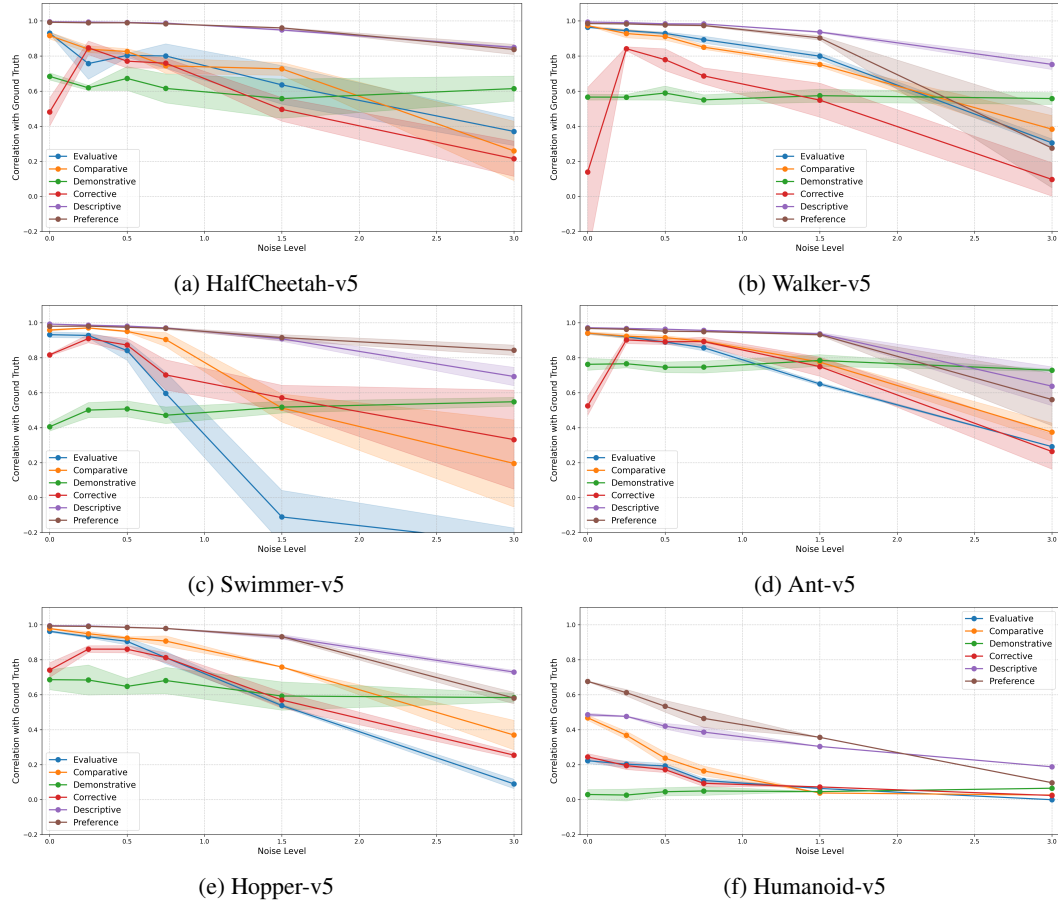 Correlation with Ground Truth
1.0
0.8
0.6
0.4
0.2
0.0
−0.2
Evaluative
Comparative
Demonstrative
Corrective
Descriptive
Preference
0.0
0.5
1.0
1.5
2.0
2.5
3.0
Noise Level
(a) HalfCheetah-v5
Correlation with Ground Truth
1.0
0.8
0.6
0.4
0.2
0.0
−0.2
Evaluative
Comparative
Demonstrative
Corrective
Descriptive
Preference
0.0
0.5
1.0
1.5
2.0
2.5
3.0
Noise Level
(b) Walker-v5
Correlation with Ground Truth
1.0
0.8
0.6
0.4
0.2
0.0
−0.2
Evaluative
Comparative
Demonstrative
Corrective
Descriptive
Preference
0.0
0.5
1.0
1.5
2.0
2.5
3.0
Noise Level
(c) Swimmer-v5
Correlation with Ground Truth
1.0
0.8
0.6
0.4
0.2
0.0
−0.2
Evaluative
Comparative
Demonstrative
Corrective
Descriptive
Preference
0.0
0.5
1.0
1.5
2.0
2.5
3.0
Noise Level
(d) Ant-v5
Correlation with Ground Truth
1.0
0.8
0.6
0.4
0.2
0.0
−0.2
Evaluative
Comparative
Demonstrative
Corrective
Descriptive
Preference
0.0
0.5
1.0
1.5
2.0
2.5
3.0
Noise Level
(e) Hopper-v5
Correlation with Ground Truth
1.0
0.8
0.6
0.4
0.2
0.0
−0.2
Evaluative
Comparative
Demonstrative
Corrective
Descriptive
Preference
0.0
0.5
1.0
1.5
2.0
2.5
3.0
Noise Level
(f) Humanoid-v5